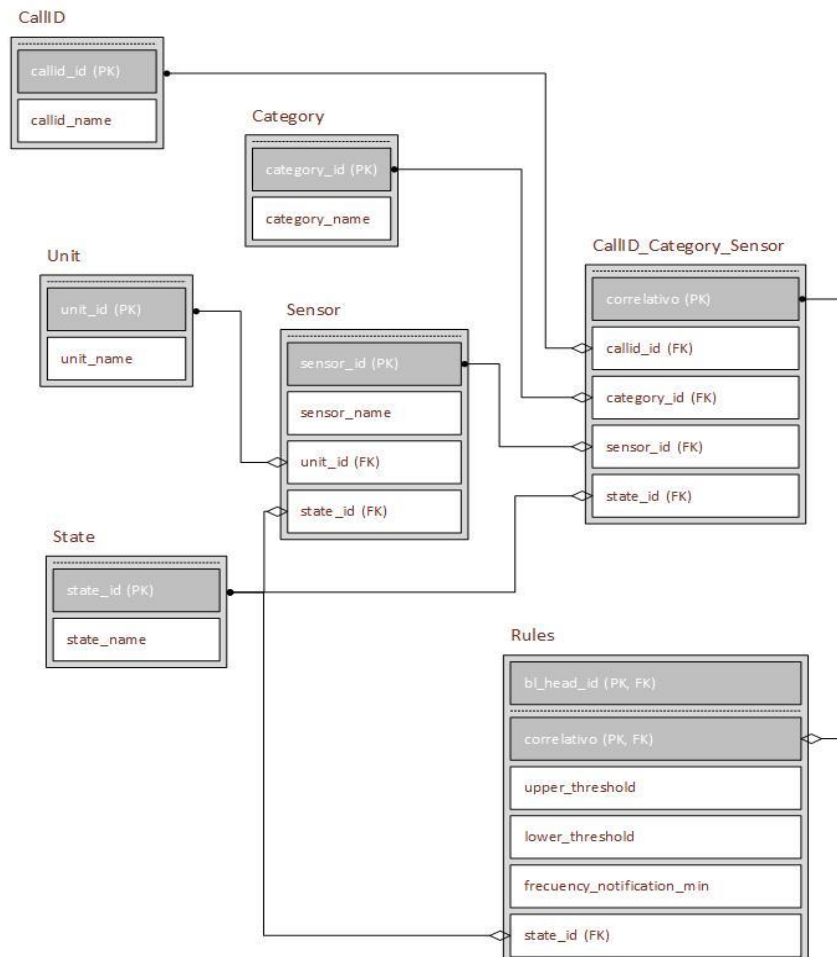 CallID
callid_id (PK)
callid_name
Category
category_id (PK)
category_name
Unit
unit_id (PK)
unit_name
Sensor
sensor_id (PK)
sensor_name
unit_id (FK)
state_id (FK)
CallID_Category_Sensor
correlativo (PK)
callid_id (FK)
category_id (FK)
sensor_id (FK)
state_id (FK)
State
state_id (PK)
state_name
Rules
bl_head_id (PK, FK)
correlativo (PK, FK)
upper_threshold
lower_threshold
frecuency_notification_min
state_id (FK)